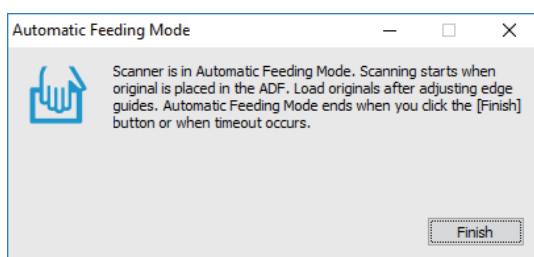 Automatic Feeding Mode
Scanner is in Automatic Feeding Mode. Scanning starts when
original is placed in the ADF. Load originals after adjusting edge
guides. Automatic Feeding Mode ends when you click the [Finish]
button or when timeout occurs.
Finish